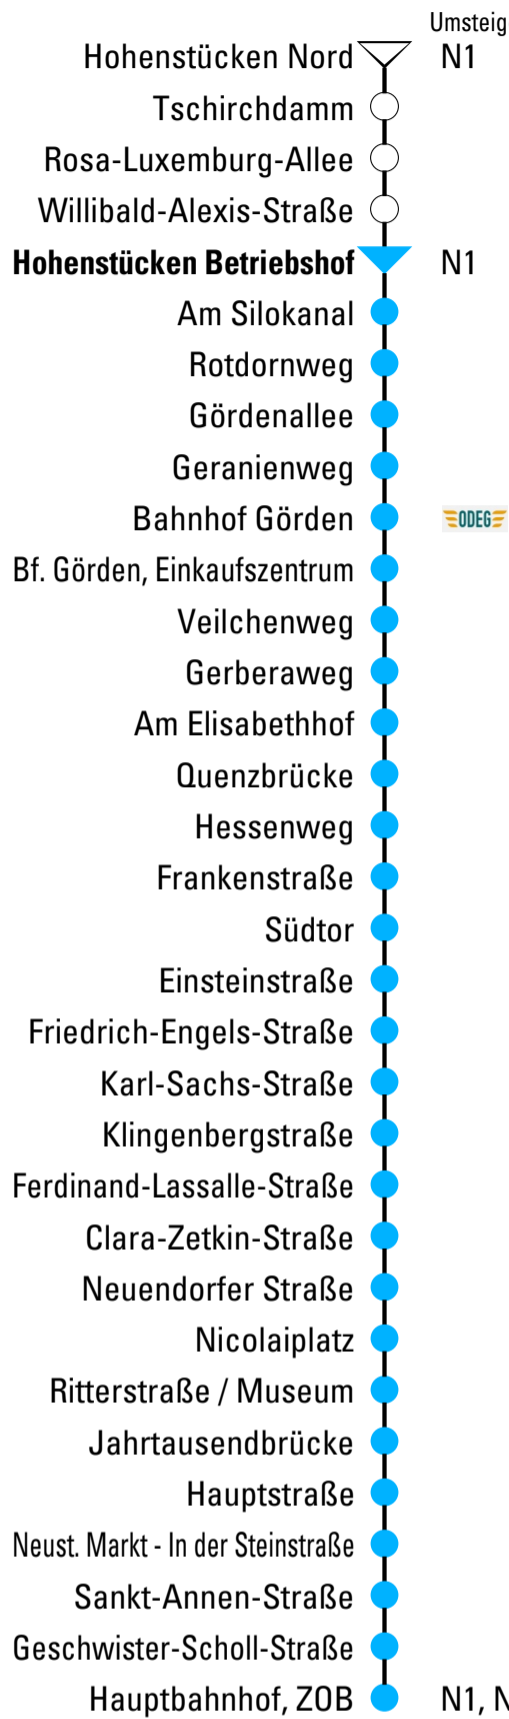 Umsteig
Hohenstücken Nord N1
Tschirchdamm
Rosa-Luxemburg-Allee
Willibald-Alexis-Straße
Hohenstücken Betriebshof N1
Am Silokanal
Rotdornweg
Gördenallee
Geranienweg
Bahnhof Görden ODEG
Bf. Görden, Einkaufszentrum
Veilchenweg
Gerberaweg
Am Elisabethhof
Quenzbrücke
Hessenweg
Frankenstraße
Südtor
Einsteinstraße
Friedrich-Engels-Straße
Karl-Sachs-Straße
Klingenbergstraße
Ferdinand-Lassalle-Straße
Clara-Zetkin-Straße
Neuendorfer Straße
Nicolaiplatz
Ritterstraße / Museum
Jahrtausendbrücke
Hauptstraße
Neust. Markt - In der Steinstraße
Sankt-Annen-Straße
Geschwister-Scholl-Straße
Hauptbahnhof, ZOB N1, N